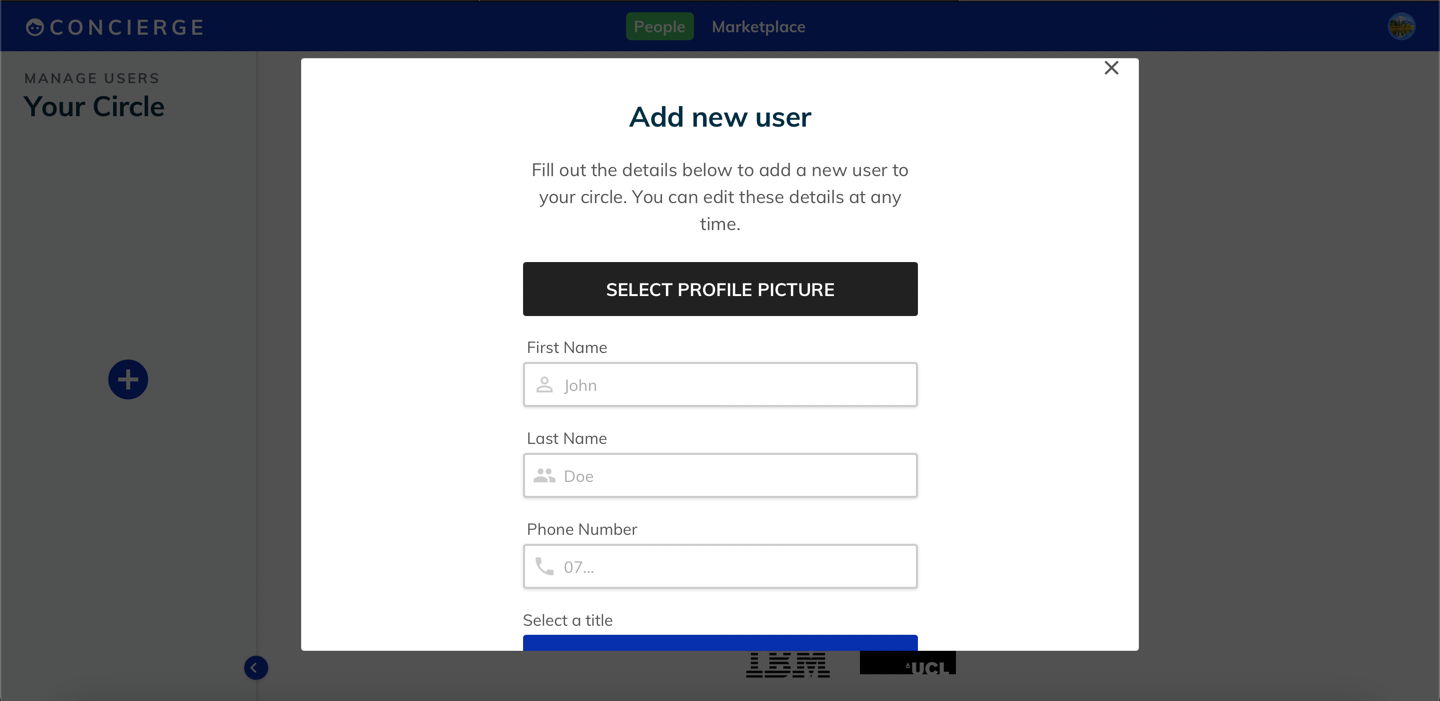 CONCIERGE
People
Marketplace
MANAGE USERS
Your Circle
Add new user
Fill out the details below to add a new user to
your circle. You can edit these details at any
time.
SELECT PROFILE PICTURE
First Name
John
Last Name
Doe
Phone Number
07...
Select a title
IBM
UCL